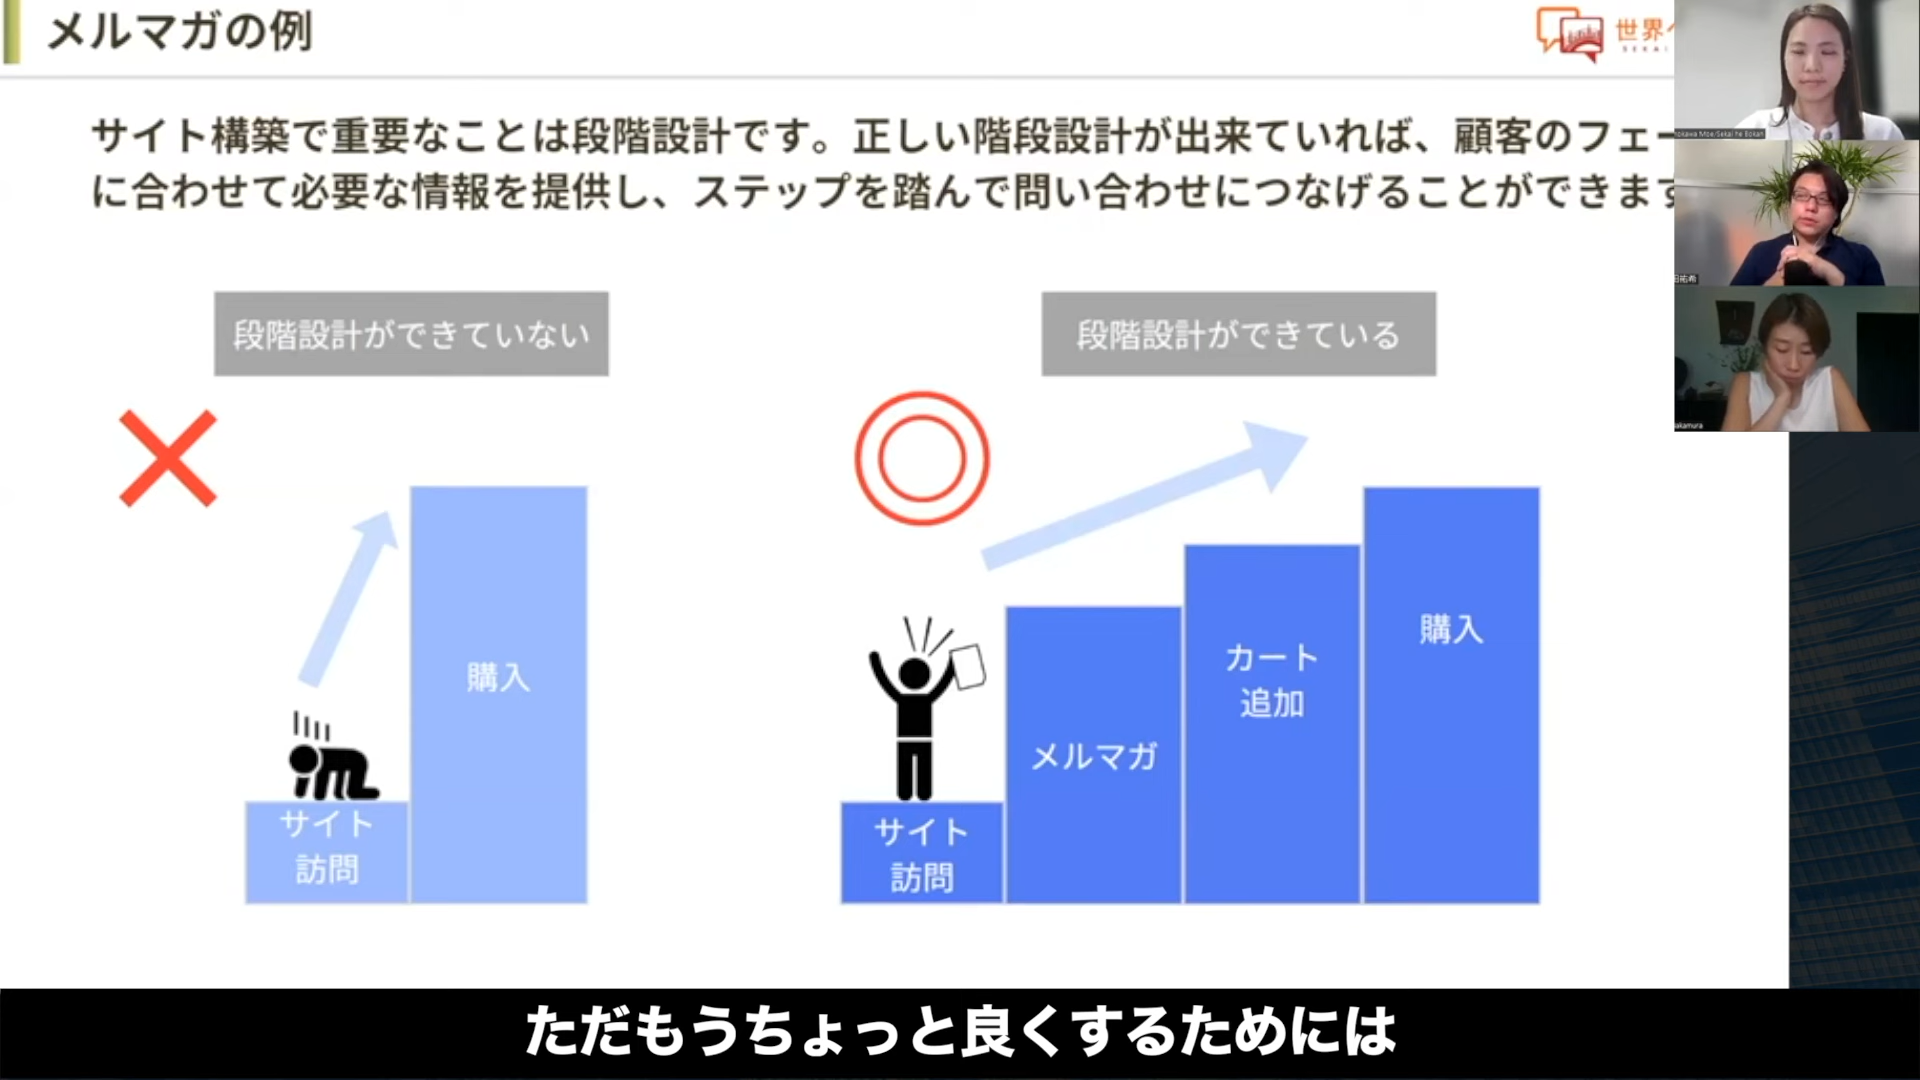 メルマガの例
世界へ
SEKAI
サイト構築で重要なことは段階設計です。正しい階段設計が出来ていれば、顧客のフェー
に合わせて必要な情報を提供し、ステップを踏んで問い合わせにつなげることができます
段階設計ができていない
段階設計ができている
購入
サイト
訪問
サイト
訪問
メルマガ
カート
追加
購入
akamura
ただもうちょっと良くするためには